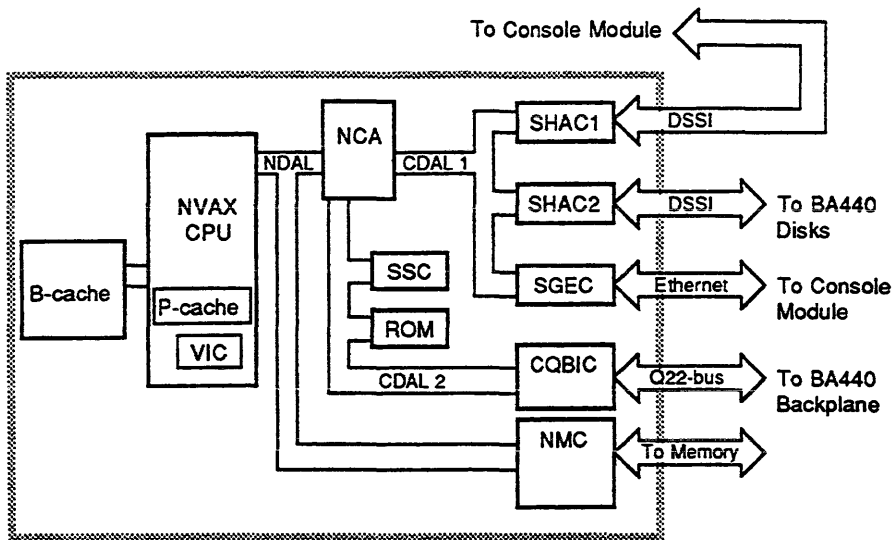 To Console Module
NCA
SHAC1
DSSI
NDAL
CDAL 1
NVAX
CPU
SHAC2
DSSI
To BA440
Disks
B-cache
SSC
SGEC
Ethernet
To Console
Module
P-cache
ROM
VIC
CQBIC
Q22-bus
To BA440
Backplane
CDAL 2
NMC
To Memory